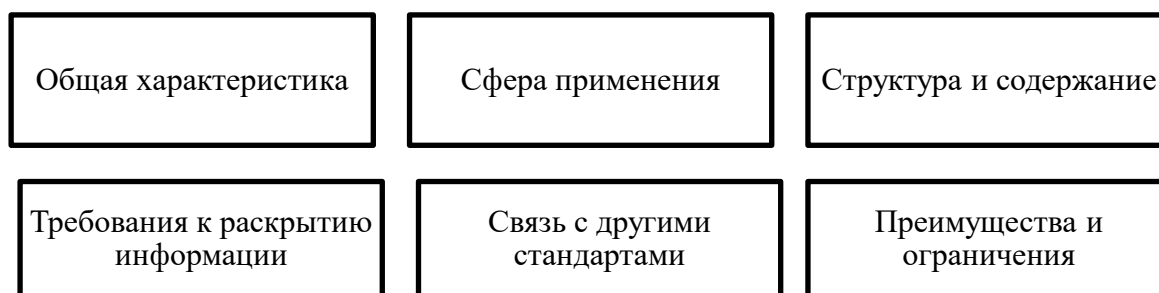 Общая характеристика
Сфера применения
Структура и содержание
Требования к раскрытию
информации
Связь с другими
стандартами
Преимущества и
ограничения